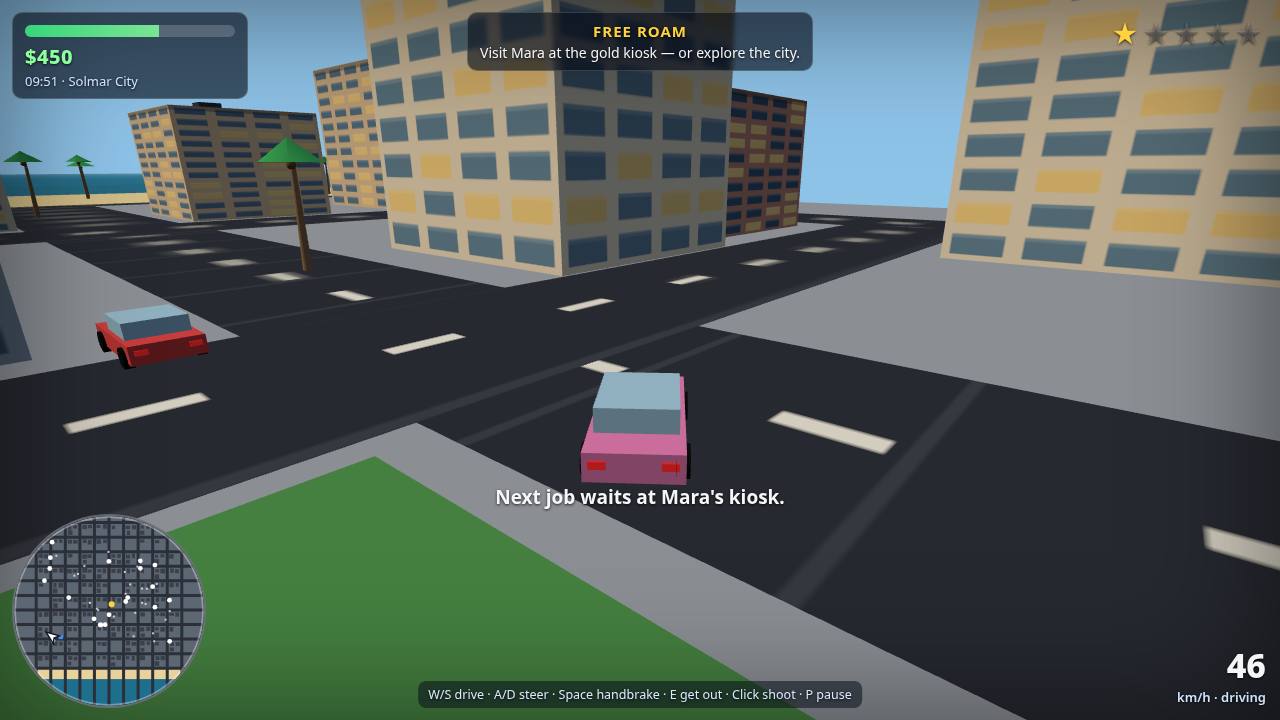 $450
09:51 · Solmar City
FREE ROAM
Visit Mara at the gold kiosk — or explore the city.
Next job waits at Mara's kiosk.
W/S drive · A/D steer · Space handbrake · E get out · Click shoot · P pause
46
km/h · driving